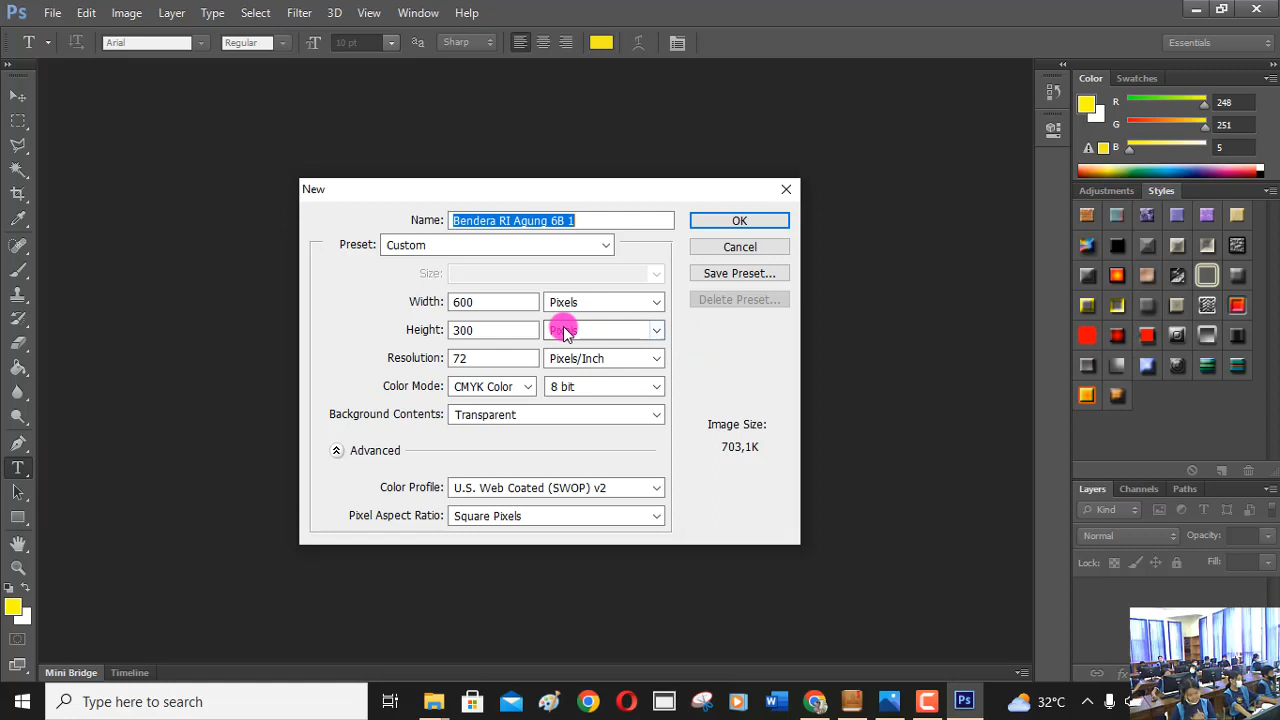 Ps File Edit Image Layer Type Select Filter 3D View Window Help
T Arial Regular 10 pt Sharp Essentials
Color Swatches
R 248
G 251
B 5
Adjustments Styles
New
Name: Bendera RI Agung 6B 1 OK
Preset: Custom Cancel
Size: Save Preset...
Width: 600 Pixels Delete Preset...
Height: 300 Pixels
Resolution: 72 Pixels/Inch
Color Mode: CMYK Color 8 bit
Background Contents: Transparent
Image Size:
703,1K
Advanced
Color Profile: U.S. Web Coated (SWOP) v2
Pixel Aspect Ratio: Square Pixels
Layers Channels Paths
Kind
Normal Opacity:
Lock: Fill:
Mini Bridge Timeline
Type here to search 32°C